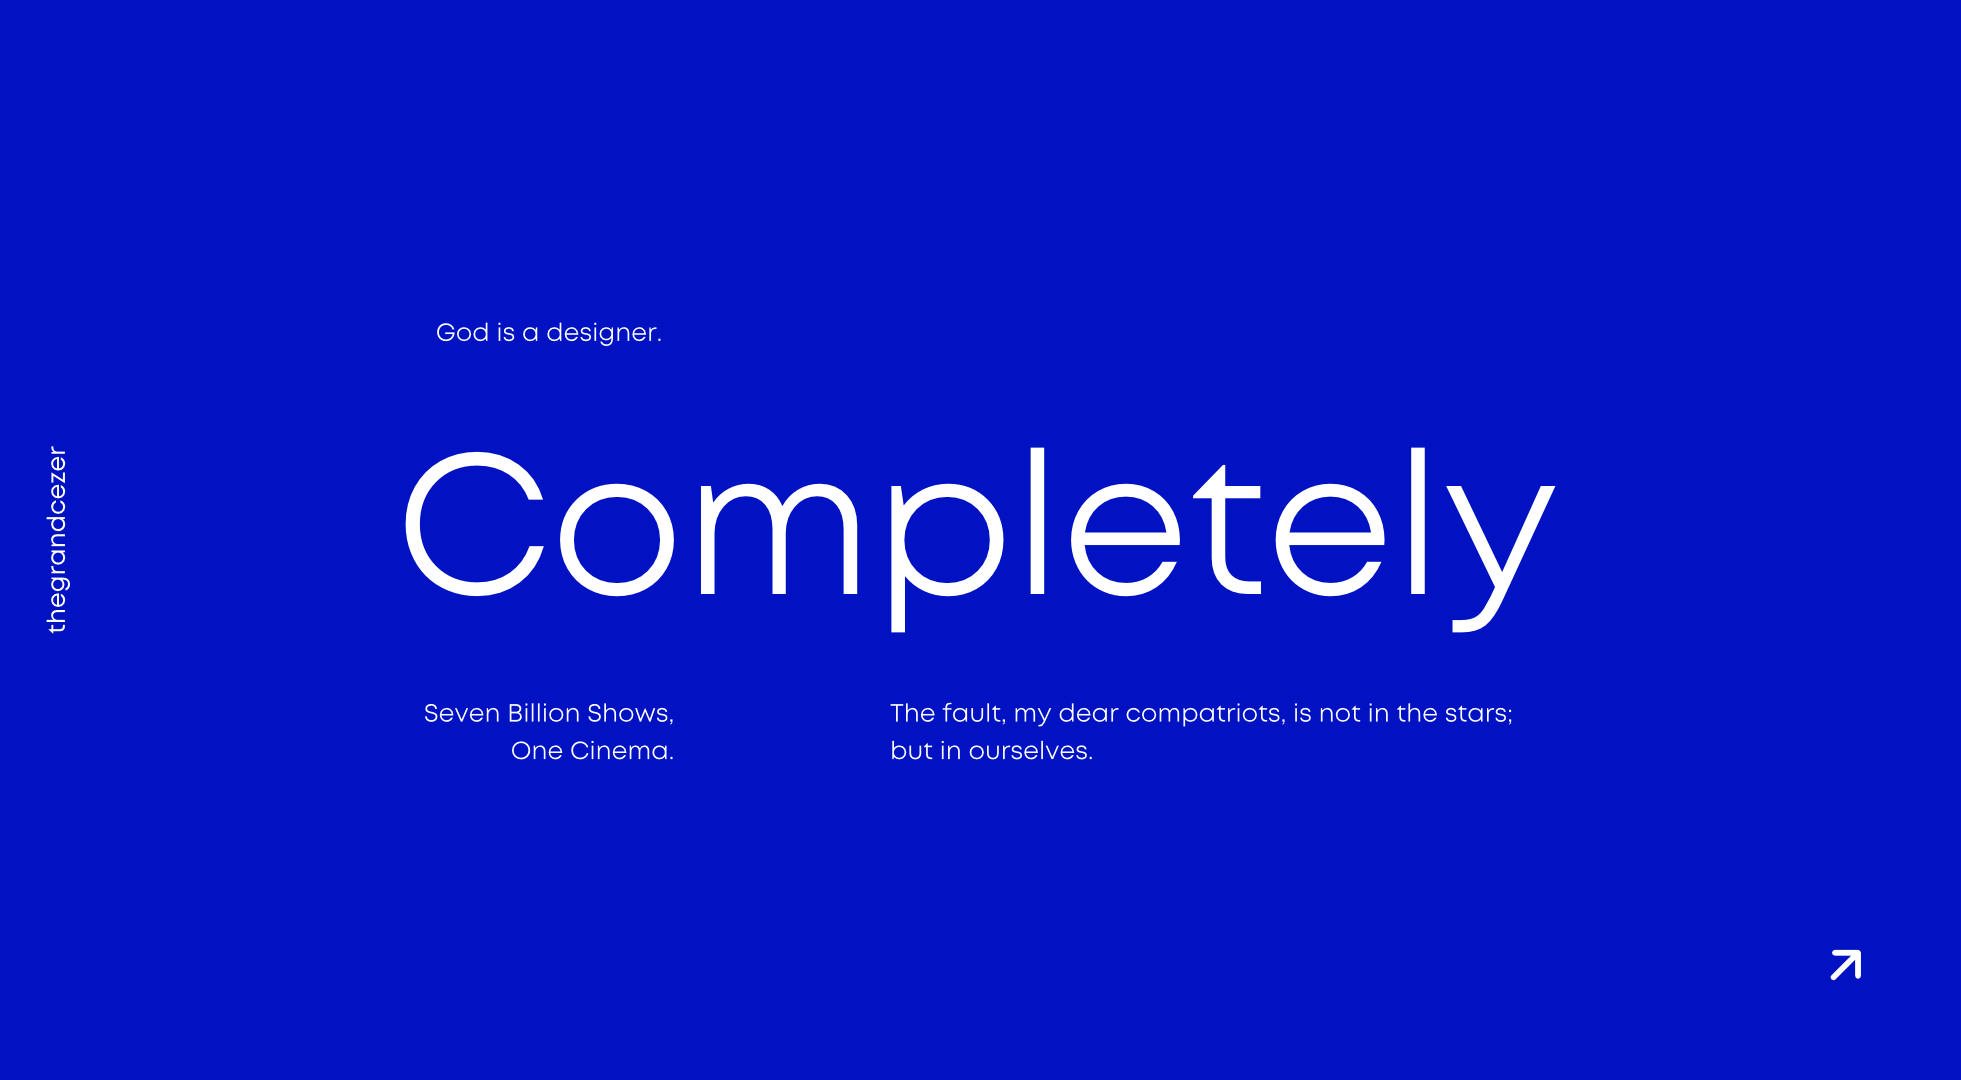 God is a designer.
thegrandcezer
Completely
Seven Billion Shows,
One Cinema.
The fault, my dear compatriots, is not in the stars;
but in ourselves.